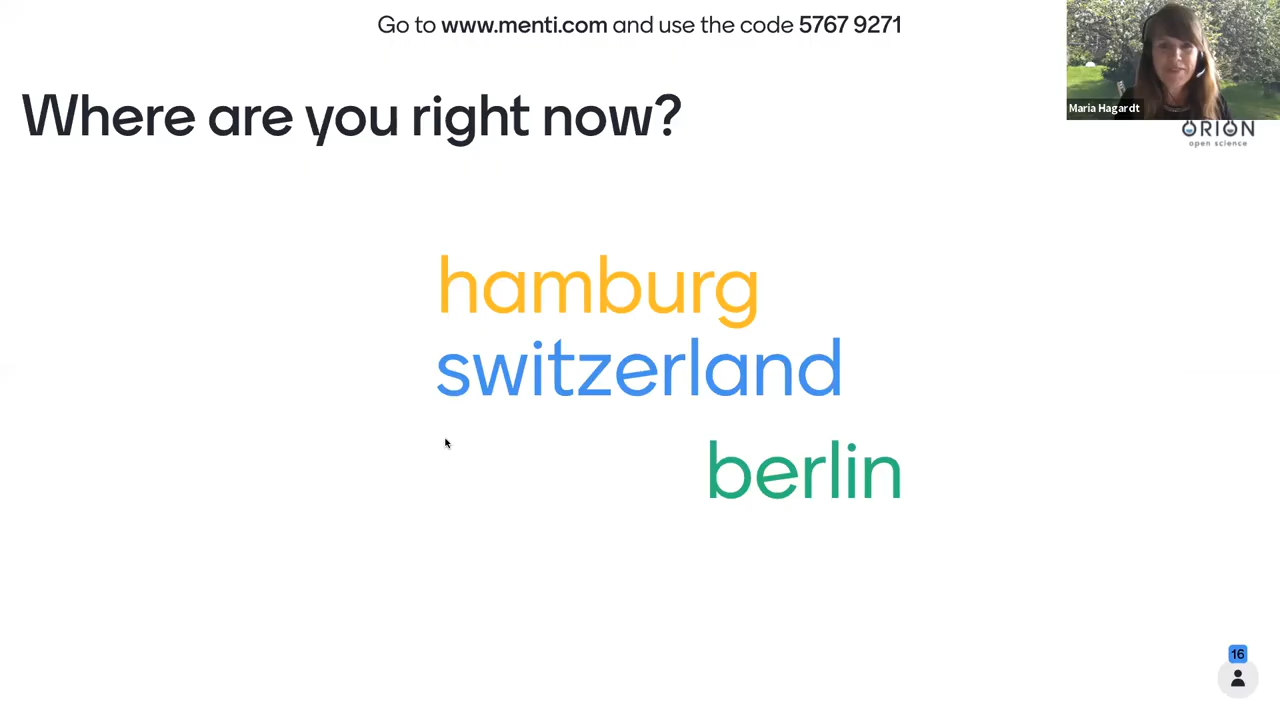 Go to www.menti.com and use the code 5767 9271
Maria Hagardt
ORION
open science
Where are you right now?
hamburg
switzerland
berlin
16